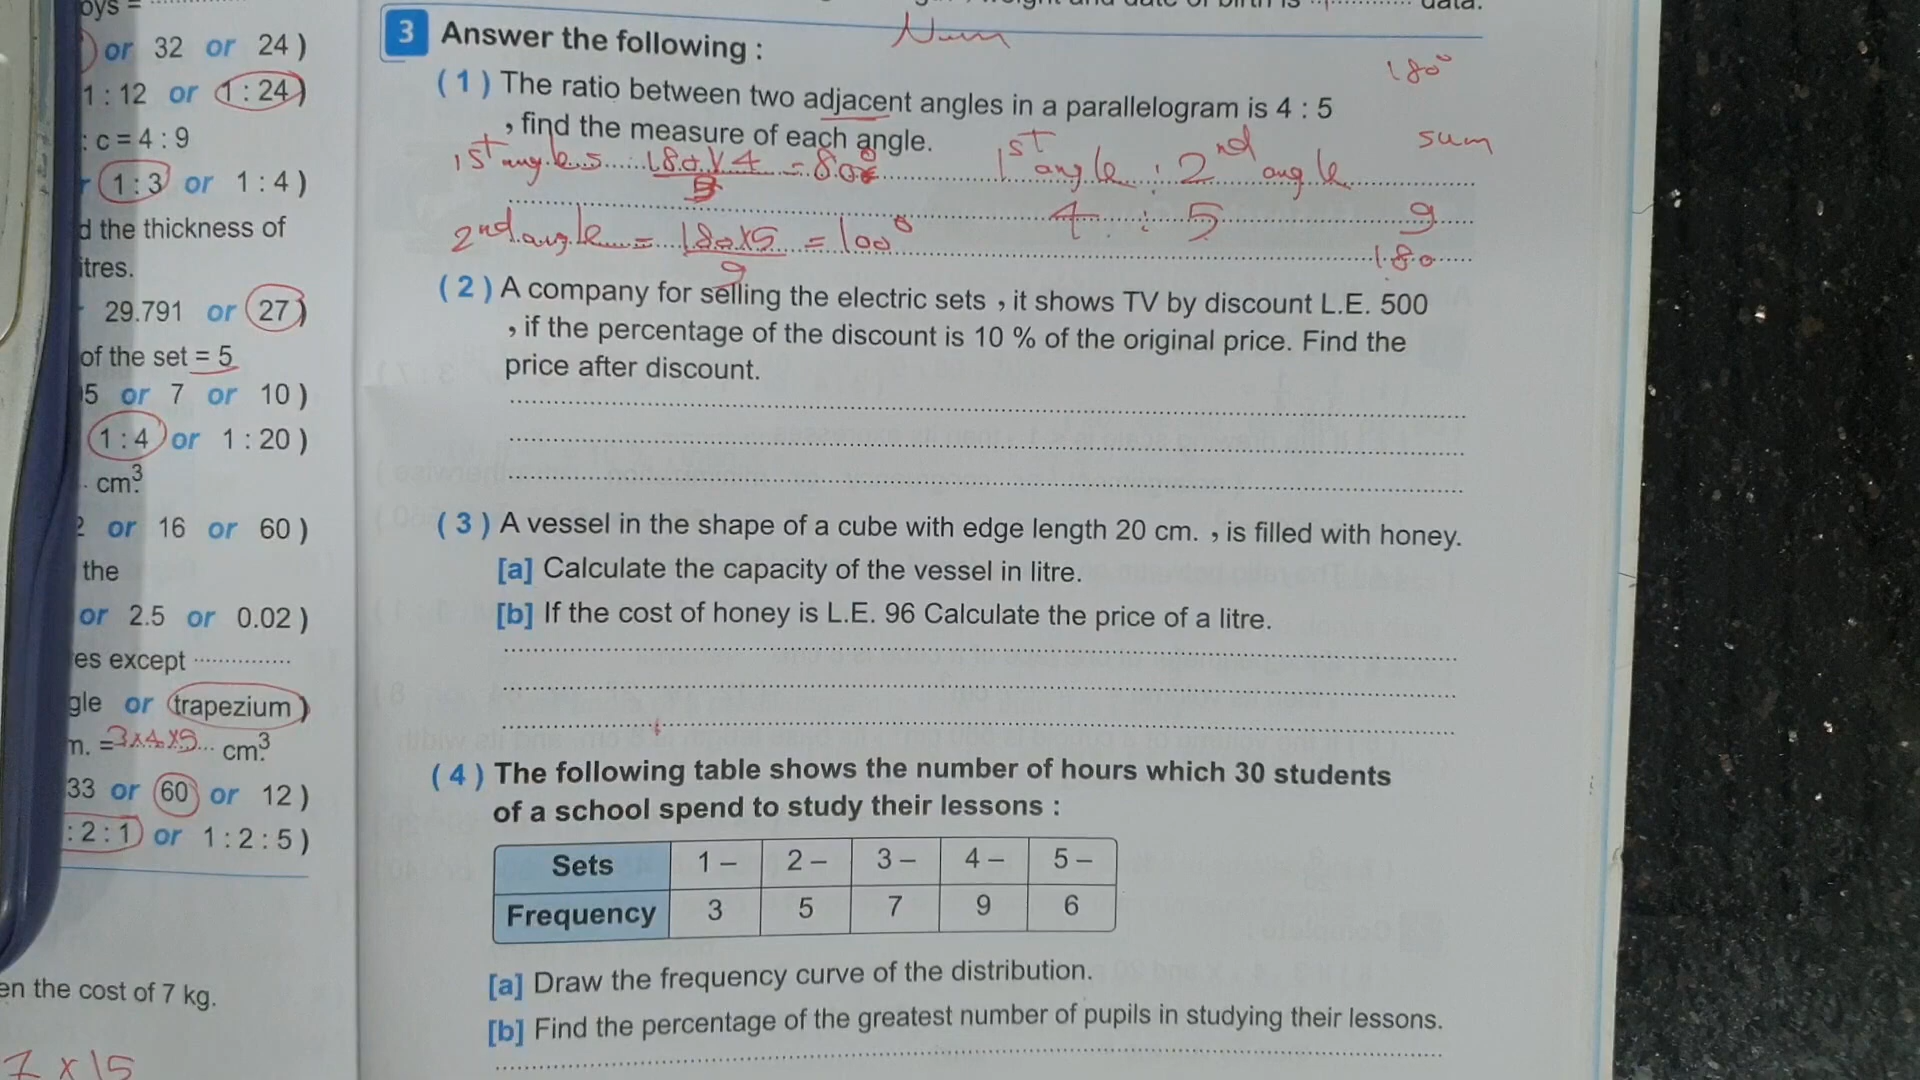 oys =
or 32 or 24 )
1 : 12 or 1 : 24 )
: c = 4 : 9
r 1 : 3 or 1 : 4 )
d the thickness of
itres.
29.791 or 27 )
of the set = 5
5 or 7 or 10 )
1 : 4 or 1 : 20 )
cm³.
or 16 or 60 )
the
or 2.5 or 0.02 )
es except ..............
gle or trapezium )
m. = 3×4×5... cm³.
33 or 60 or 12 )
: 2 : 1 ) or 1 : 2 : 5 )
en the cost of 7 kg.
7 × 15
data.
Num
3 Answer the following :
180°
( 1 ) The ratio between two adjacent angles in a parallelogram is 4 : 5
, find the measure of each angle.
1st angle : 2nd angle sum
1st angle = 180×4 = 80°
9
4 : 5 9
2nd angle = 180×5 = 100° 180
9
( 2 ) A company for selling the electric sets , it shows TV by discount L.E. 500
, if the percentage of the discount is 10 % of the original price. Find the
price after discount.
( 3 ) A vessel in the shape of a cube with edge length 20 cm. , is filled with honey.
[a] Calculate the capacity of the vessel in litre.
[b] If the cost of honey is L.E. 96 Calculate the price of a litre.
( 4 ) The following table shows the number of hours which 30 students
of a school spend to study their lessons :
Sets 1 – 2 – 3 – 4 – 5 –
Frequency 3 5 7 9 6
[a] Draw the frequency curve of the distribution.
[b] Find the percentage of the greatest number of pupils in studying their lessons.